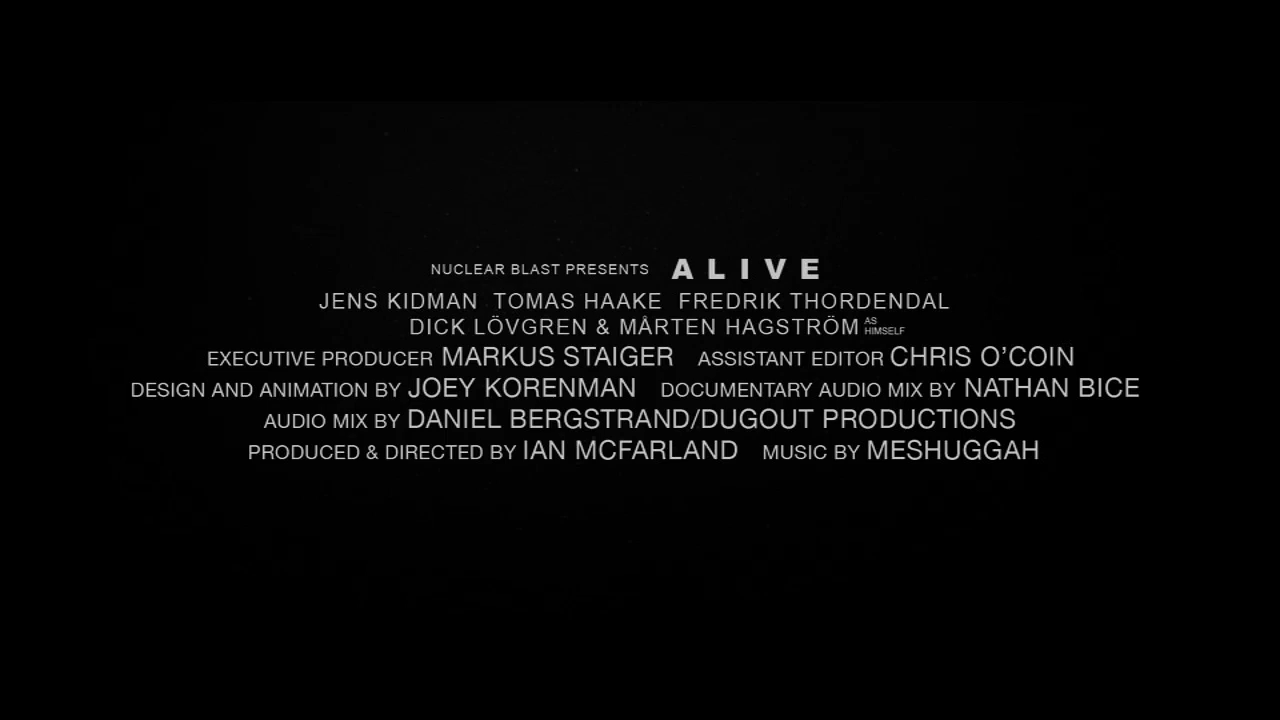 NUCLEAR BLAST PRESENTS ALIVE
JENS KIDMAN TOMAS HAAKE FREDRIK THORDENDAL
DICK LÖVGREN & MÅRTEN HAGSTRÖM AS HIMSELF
EXECUTIVE PRODUCER MARKUS STAIGER ASSISTANT EDITOR CHRIS O’COIN
DESIGN AND ANIMATION BY JOEY KORENMAN DOCUMENTARY AUDIO MIX BY NATHAN BICE
AUDIO MIX BY DANIEL BERGSTRAND/DUGOUT PRODUCTIONS
PRODUCED & DIRECTED BY IAN MCFARLAND MUSIC BY MESHUGGAH